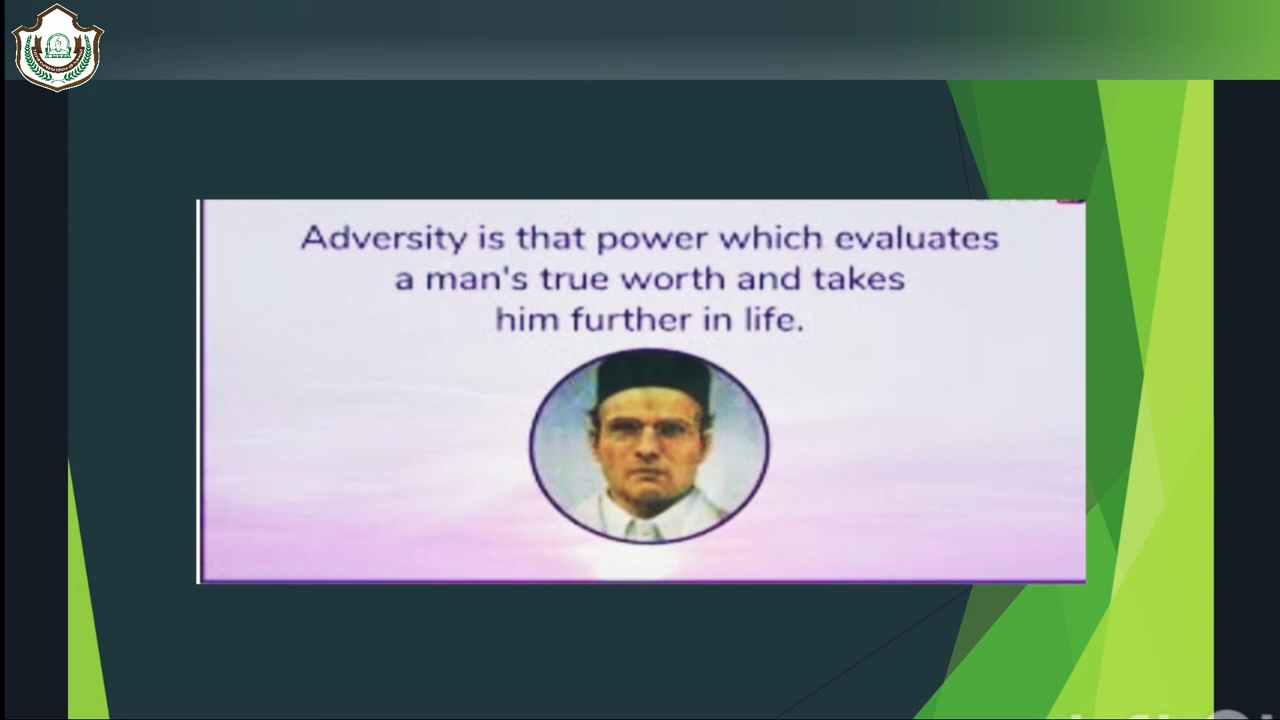 Adversity is that power which evaluates
a man's true worth and takes
him further in life.